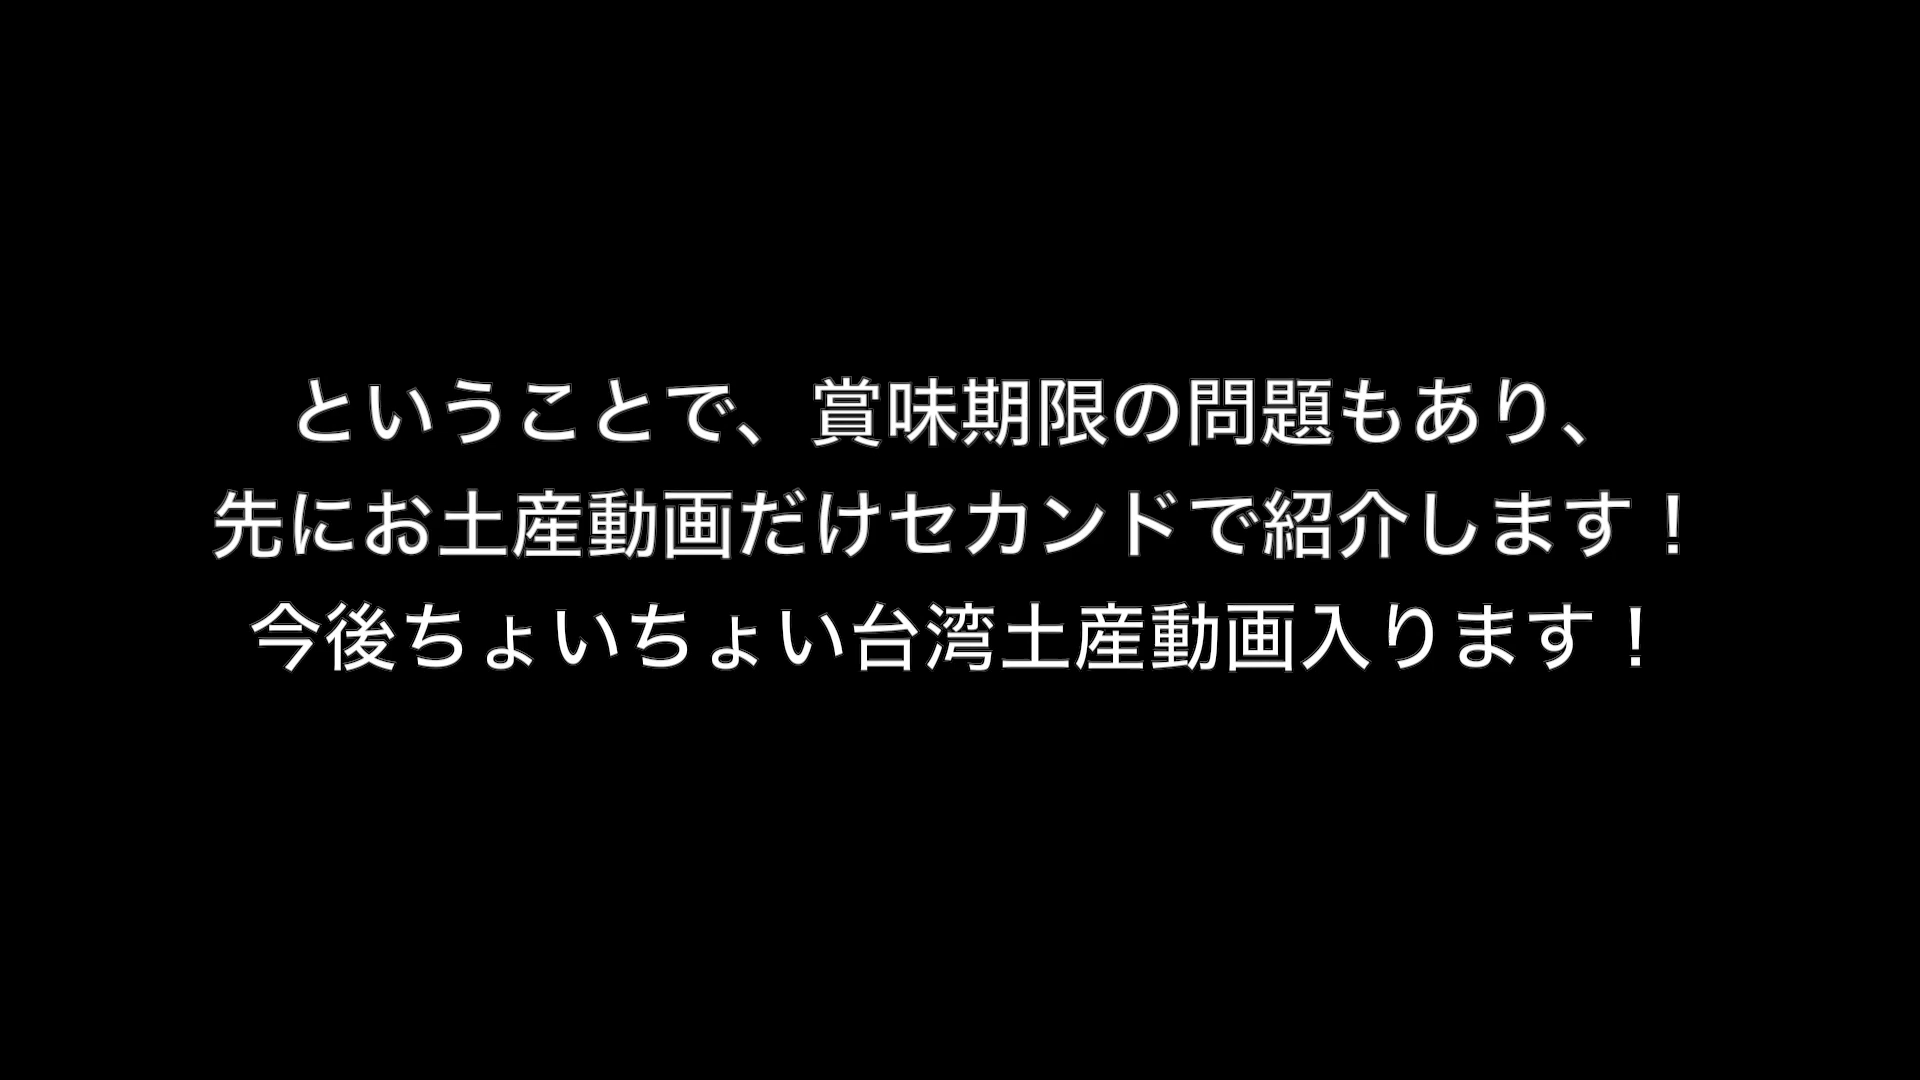 ということで、賞味期限の問題もあり、
先にお土産動画だけセカンドで紹介します！
今後ちょいちょい台湾土産動画入ります！